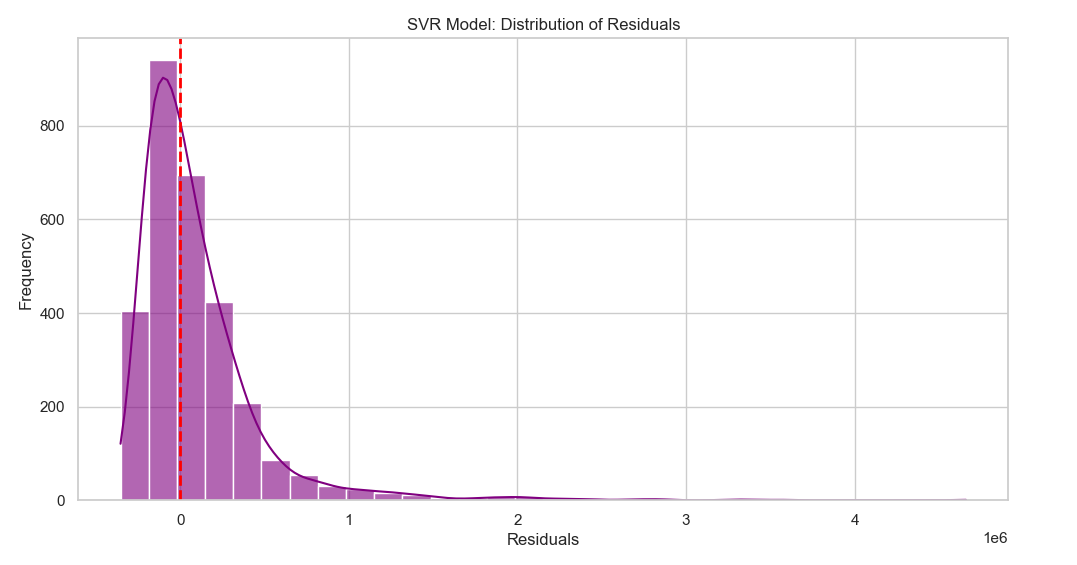 SVR Model: Distribution of Residuals
Frequency
800
600
400
200
0
0 1 2 3 4
1e6
Residuals